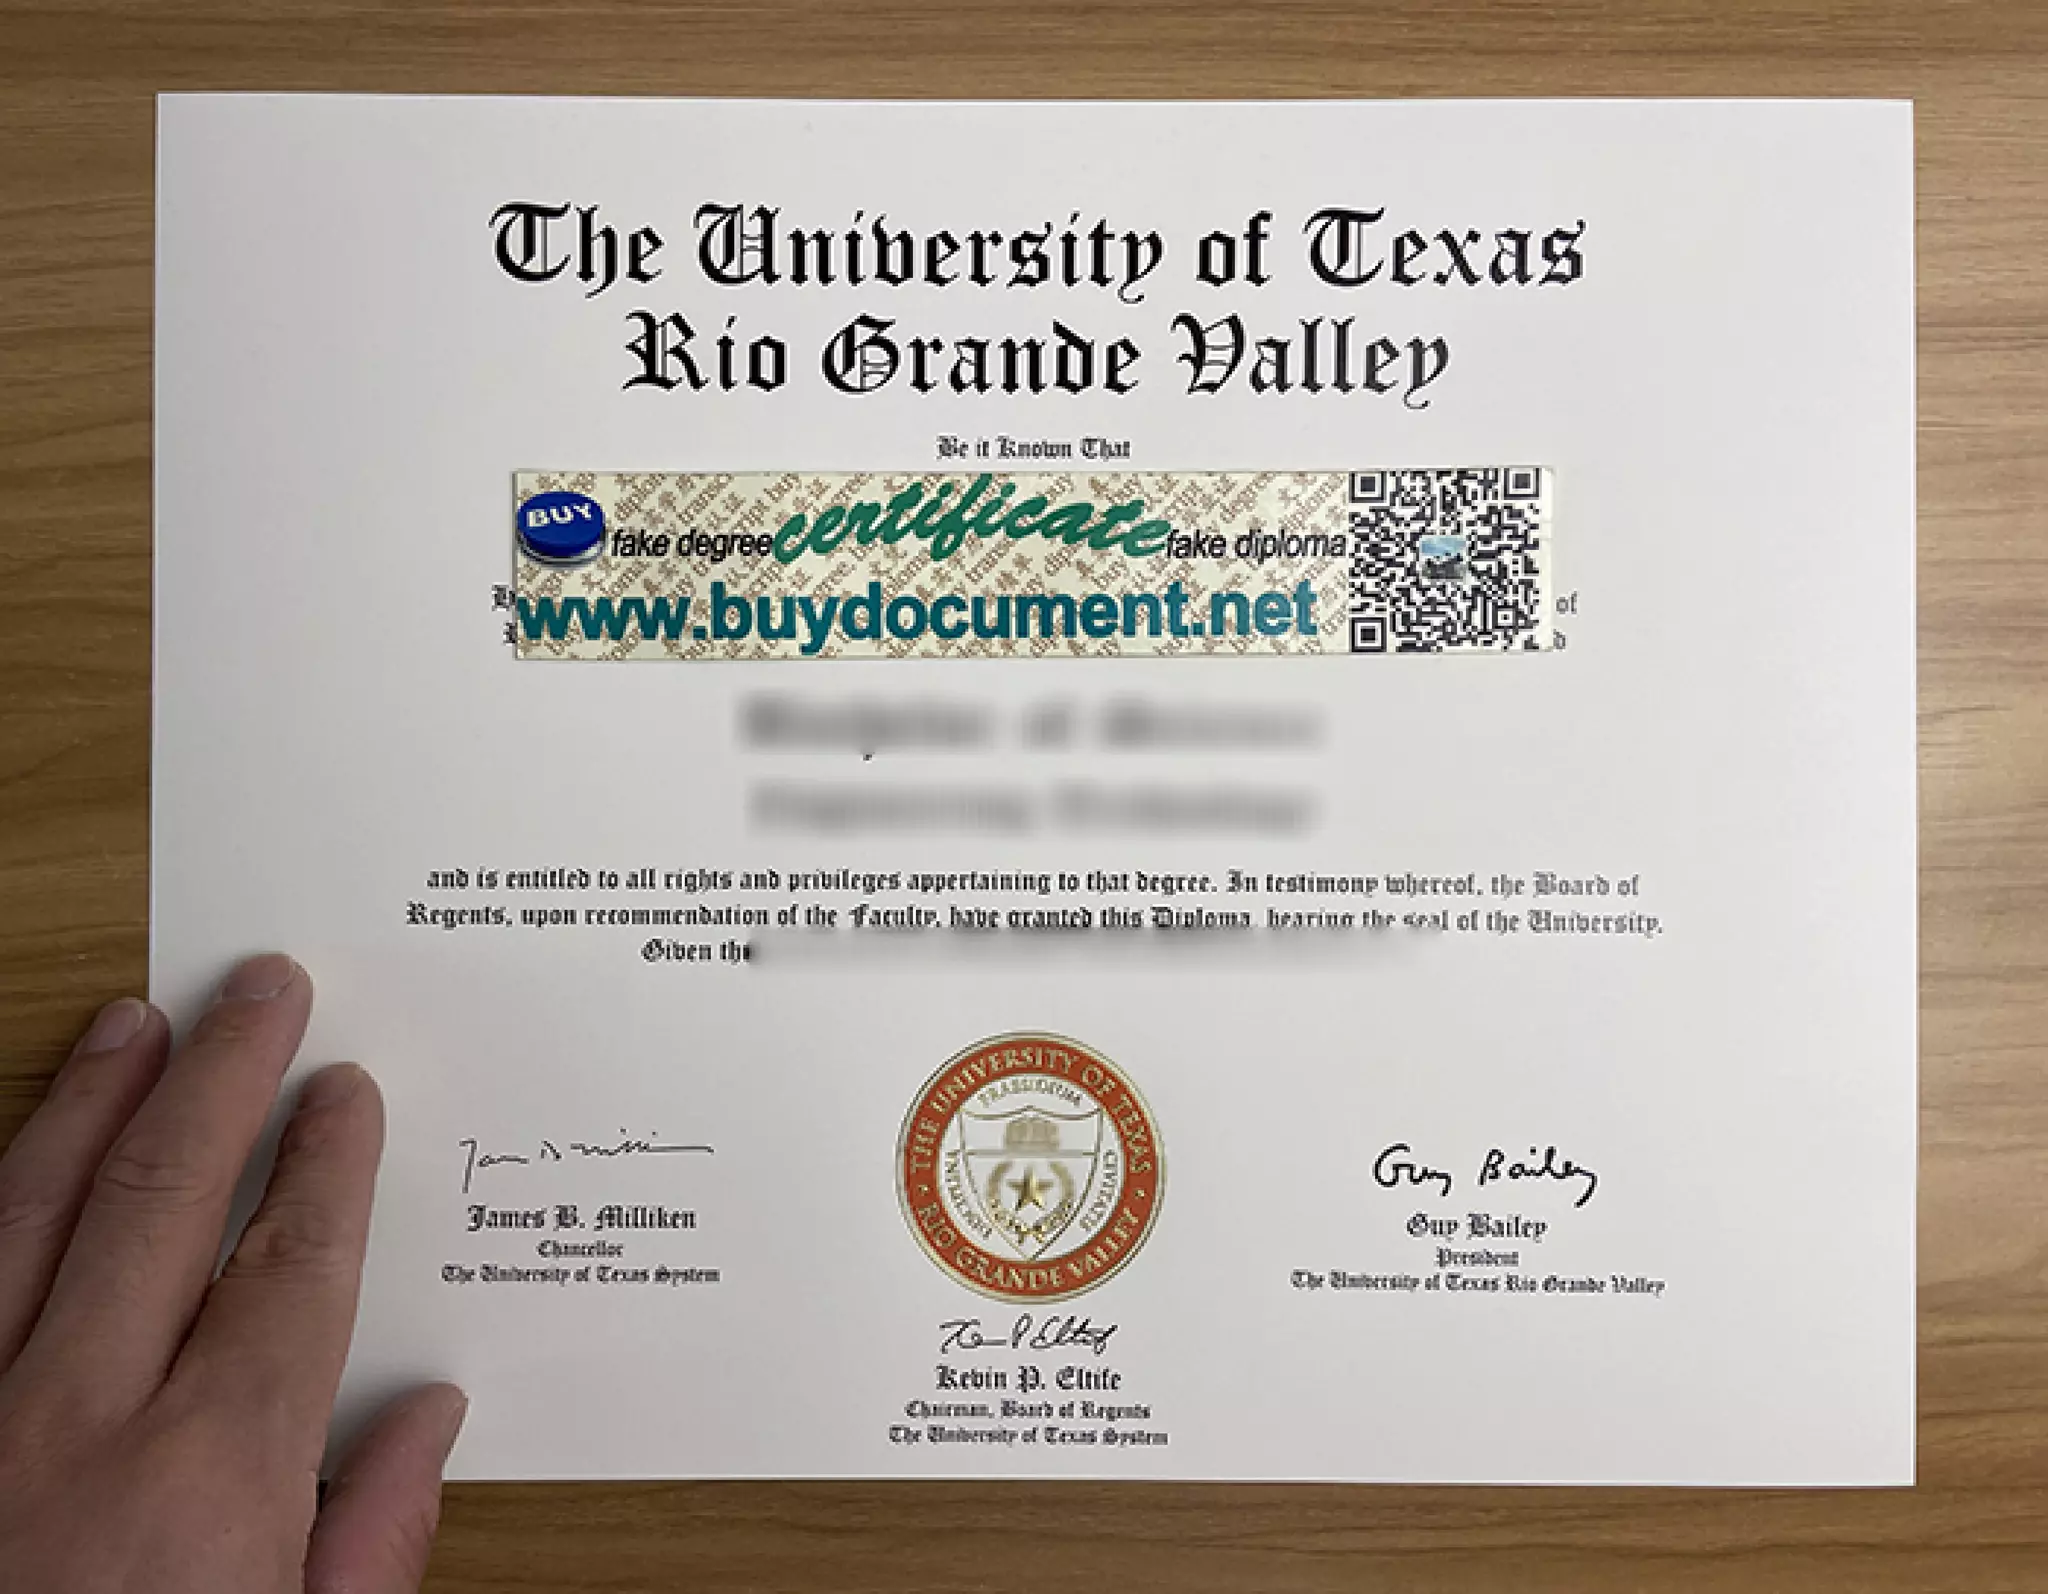 The University of Texas
Rio Grande Valley
Be it Known That
BUY fake degree certificate fake diploma
www.buydocument.net
of
and is entitled to all rights and privileges appertaining to that degree. In testimony whereof, the Board of
Regents, upon recommendation of the Faculty, have granted this Diploma, bearing the seal of the University.
Given the
THE UNIVERSITY OF TEXAS
RIO GRANDE VALLEY
PRAESIDIUM
CIVITATIS
James B. Milliken
Chancellor
The University of Texas System
Guy Bailey
Guy Bailey
President
The University of Texas Rio Grande Valley
Kevin P. Eltife
Chairman, Board of Regents
The University of Texas System